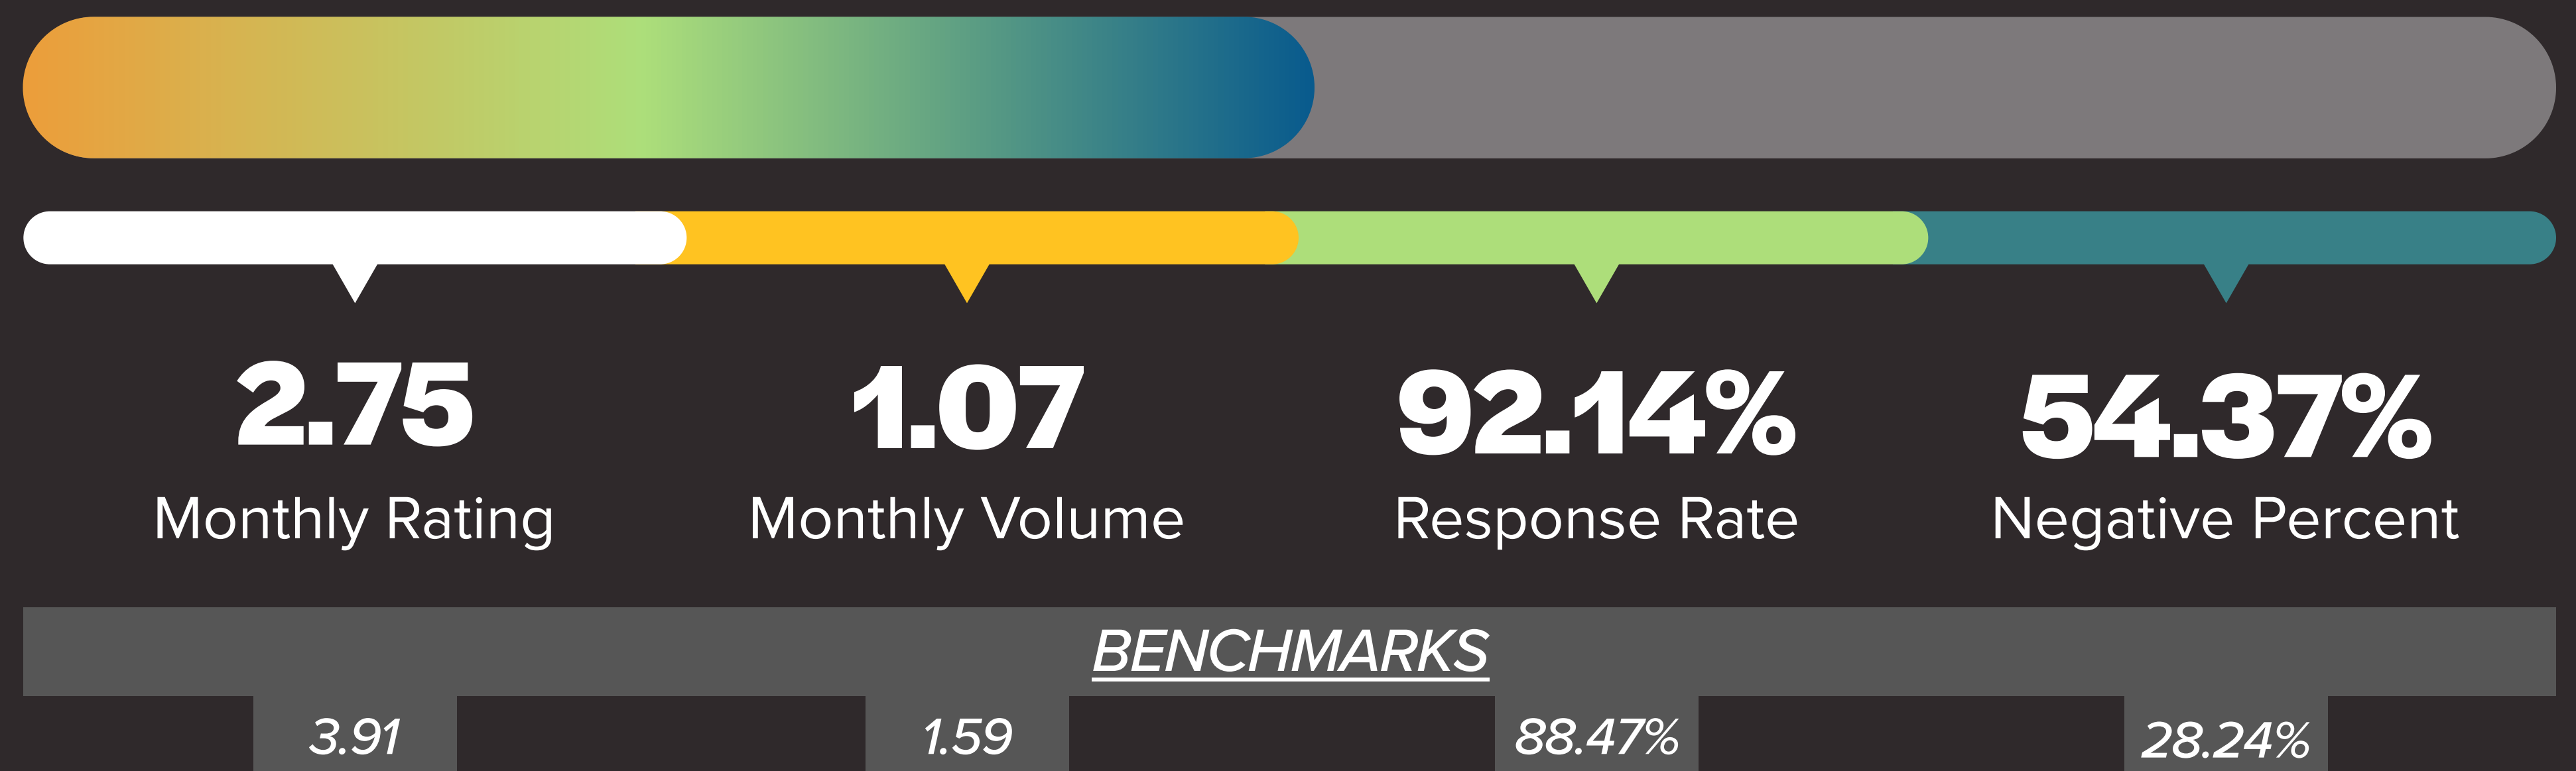 2.75
1.07
92.14%
54.37%
Monthly Rating
Monthly Volume
Response Rate
Negative Percent
BENCHMARKS
3.91
1.59
88.47%
28.24%